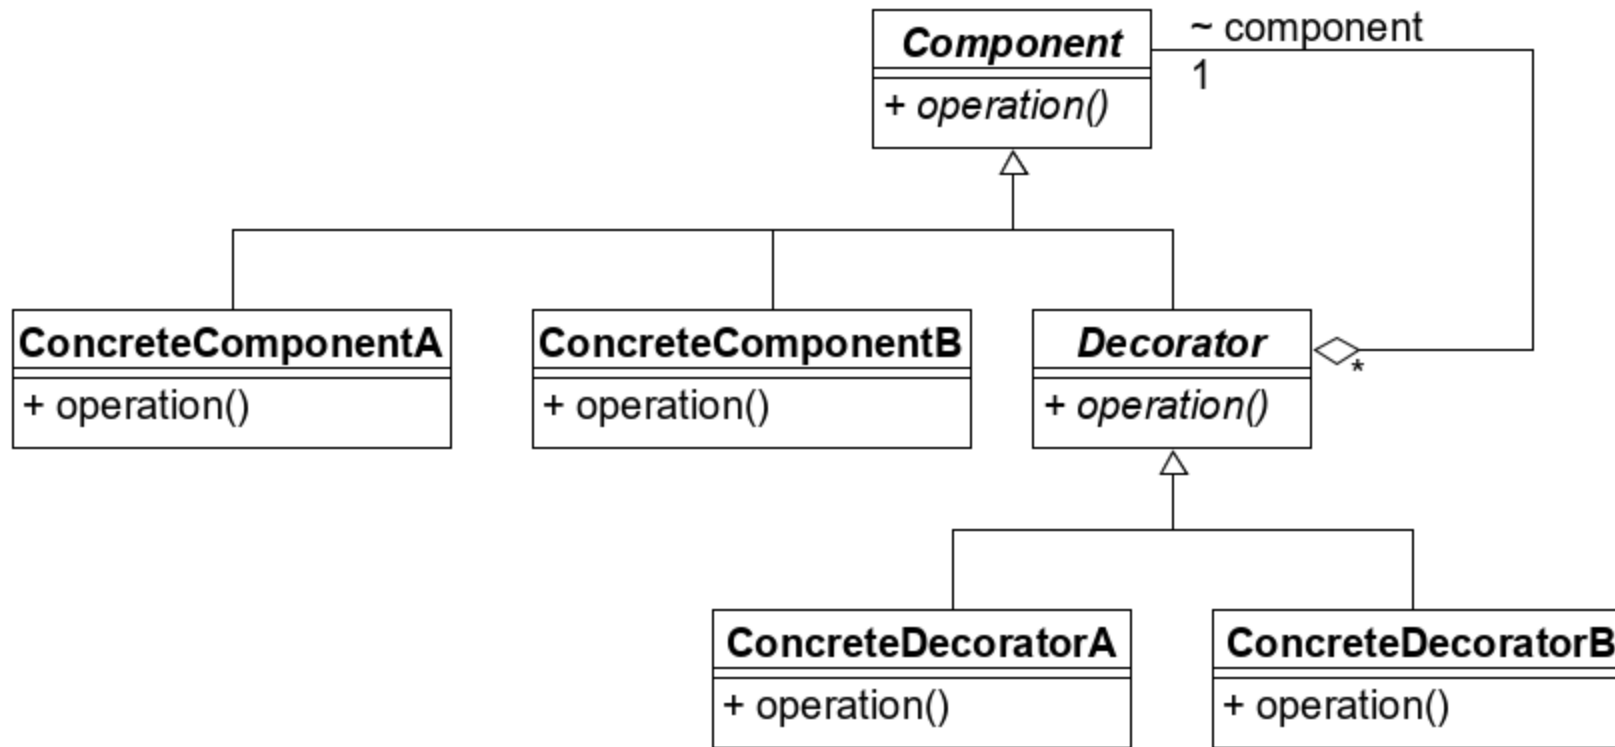 Component
~ component
1
+ operation()
ConcreteComponentA
ConcreteComponentB
Decorator
*
+ operation()
+ operation()
+ operation()
ConcreteDecoratorA
ConcreteDecoratorB
+ operation()
+ operation()